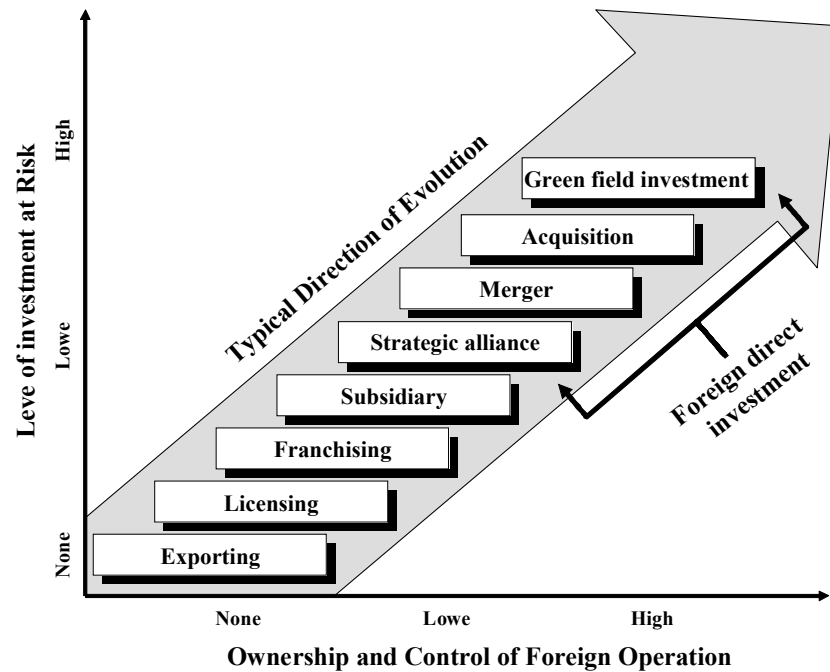 High
Lowe
None
Leve of investment at Risk
Typical Direction of Evolution
Green field investment
Acquisition
Merger
Strategic alliance
Subsidiary
Franchising
Licensing
Exporting
Foreign direct
investment
None Lowe High
Ownership and Control of Foreign Operation